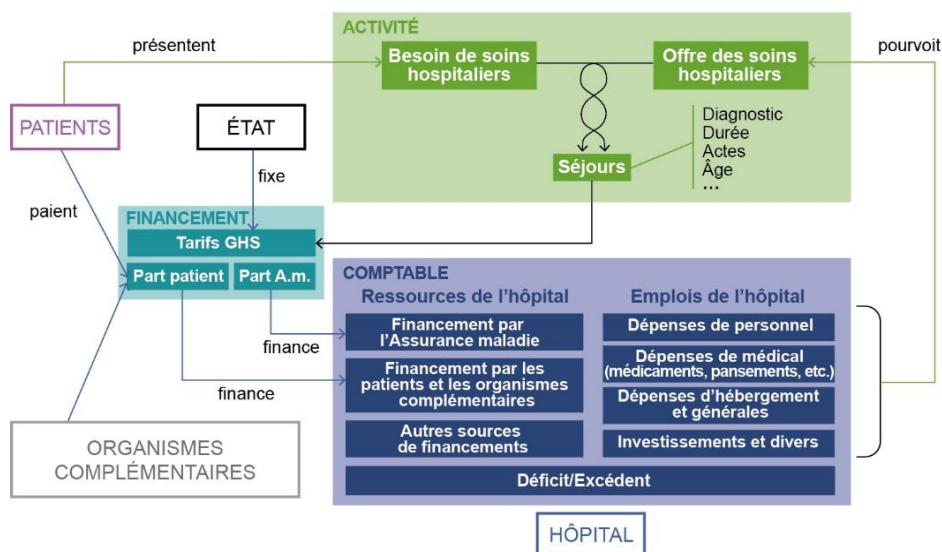 ACTIVITÉ
présentent
Besoin de soins
hospitaliers
Offre des soins
hospitaliers
pourvoit
PATIENTS
ÉTAT
Diagnostic
Durée
Actes
Âge
...
Séjours
fixe
paient
FINANCEMENT
Tarifs GHS
Part patient
Part A.m.
COMPTABLE
Ressources de l'hôpital
Emplois de l'hôpital
Financement par
l'Assurance maladie
Dépenses de personnel
finance
Financement par les
patients et les organismes
complémentaires
Dépenses de médical
(médicaments, pansements, etc.)
finance
Dépenses d'hébergement
et générales
ORGANISMES
COMPLÉMENTAIRES
Autres sources
de financements
Investissements et divers
Déficit/Excédent
HÔPITAL